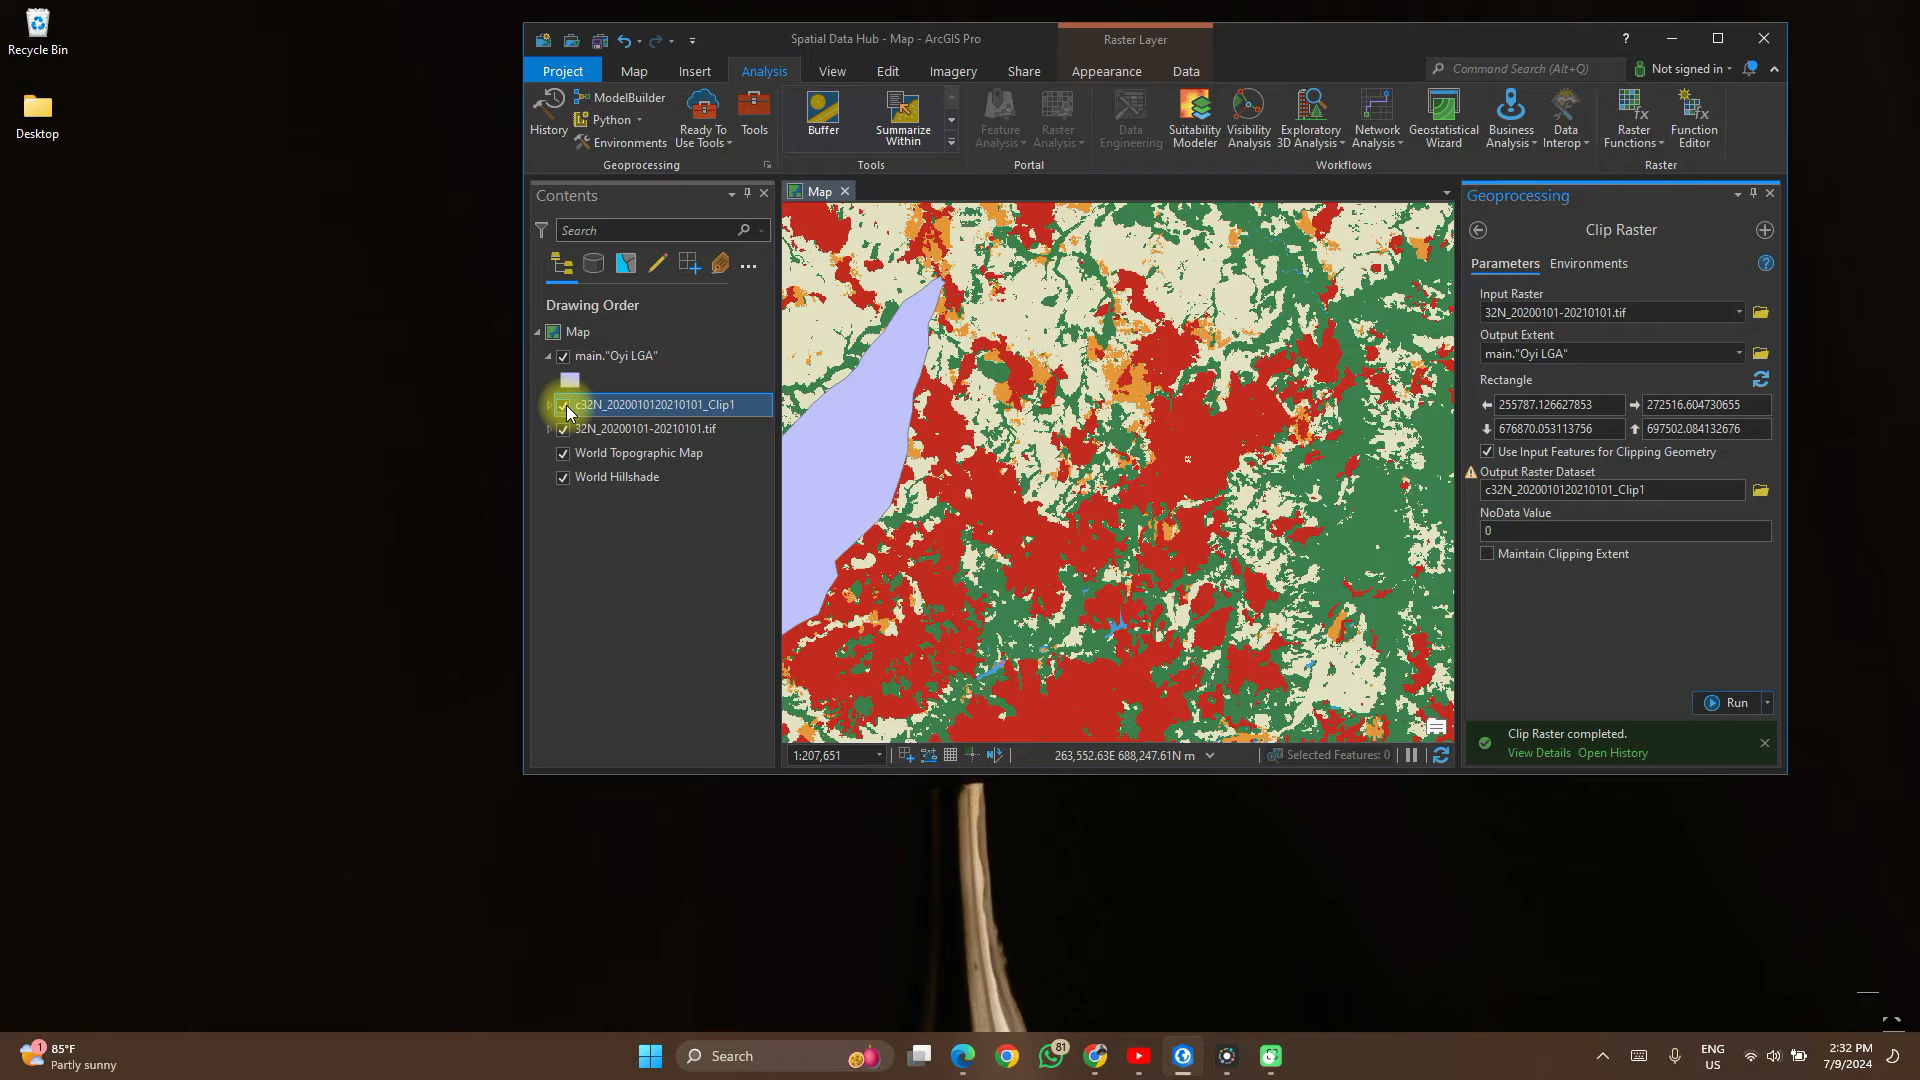 Recycle Bin
Desktop
Spatial Data Hub - Map - ArcGIS Pro
Raster Layer
?
Project Map Insert Analysis View Edit Imagery Share Appearance Data
Command Search (Alt+Q)
Not signed in
History
ModelBuilder
Python
Environments
Ready To
Use Tools
Tools
Buffer
Summarize
Within
Feature
Analysis
Raster
Analysis
Data
Engineering
Suitability
Modeler
Visibility
Analysis
Exploratory
3D Analysis
Network
Analysis
Geostatistical
Wizard
Business
Analysis
Data
Interop
Raster
Functions
Function
Editor
Geoprocessing
Tools
Portal
Workflows
Raster
Contents
Search
Drawing Order
Map
main."Oyi LGA"
c32N_2020010120210101_Clip1
32N_20200101-20210101.tif
World Topographic Map
World Hillshade
Map
1:207,651
263,552.63E 688,247.61N m
Selected Features: 0
Geoprocessing
Clip Raster
Parameters Environments
Input Raster
32N_20200101-20210101.tif
Output Extent
main."Oyi LGA"
Rectangle
255787.126627853
272516.604730655
676870.053113756
697502.084132676
Use Input Features for Clipping Geometry
Output Raster Dataset
c32N_2020010120210101_Clip1
NoData Value
0
Maintain Clipping Extent
Run
Clip Raster completed.
View Details Open History
1
85°F
Partly sunny
Search
81
ENG
US
2:32 PM
7/9/2024